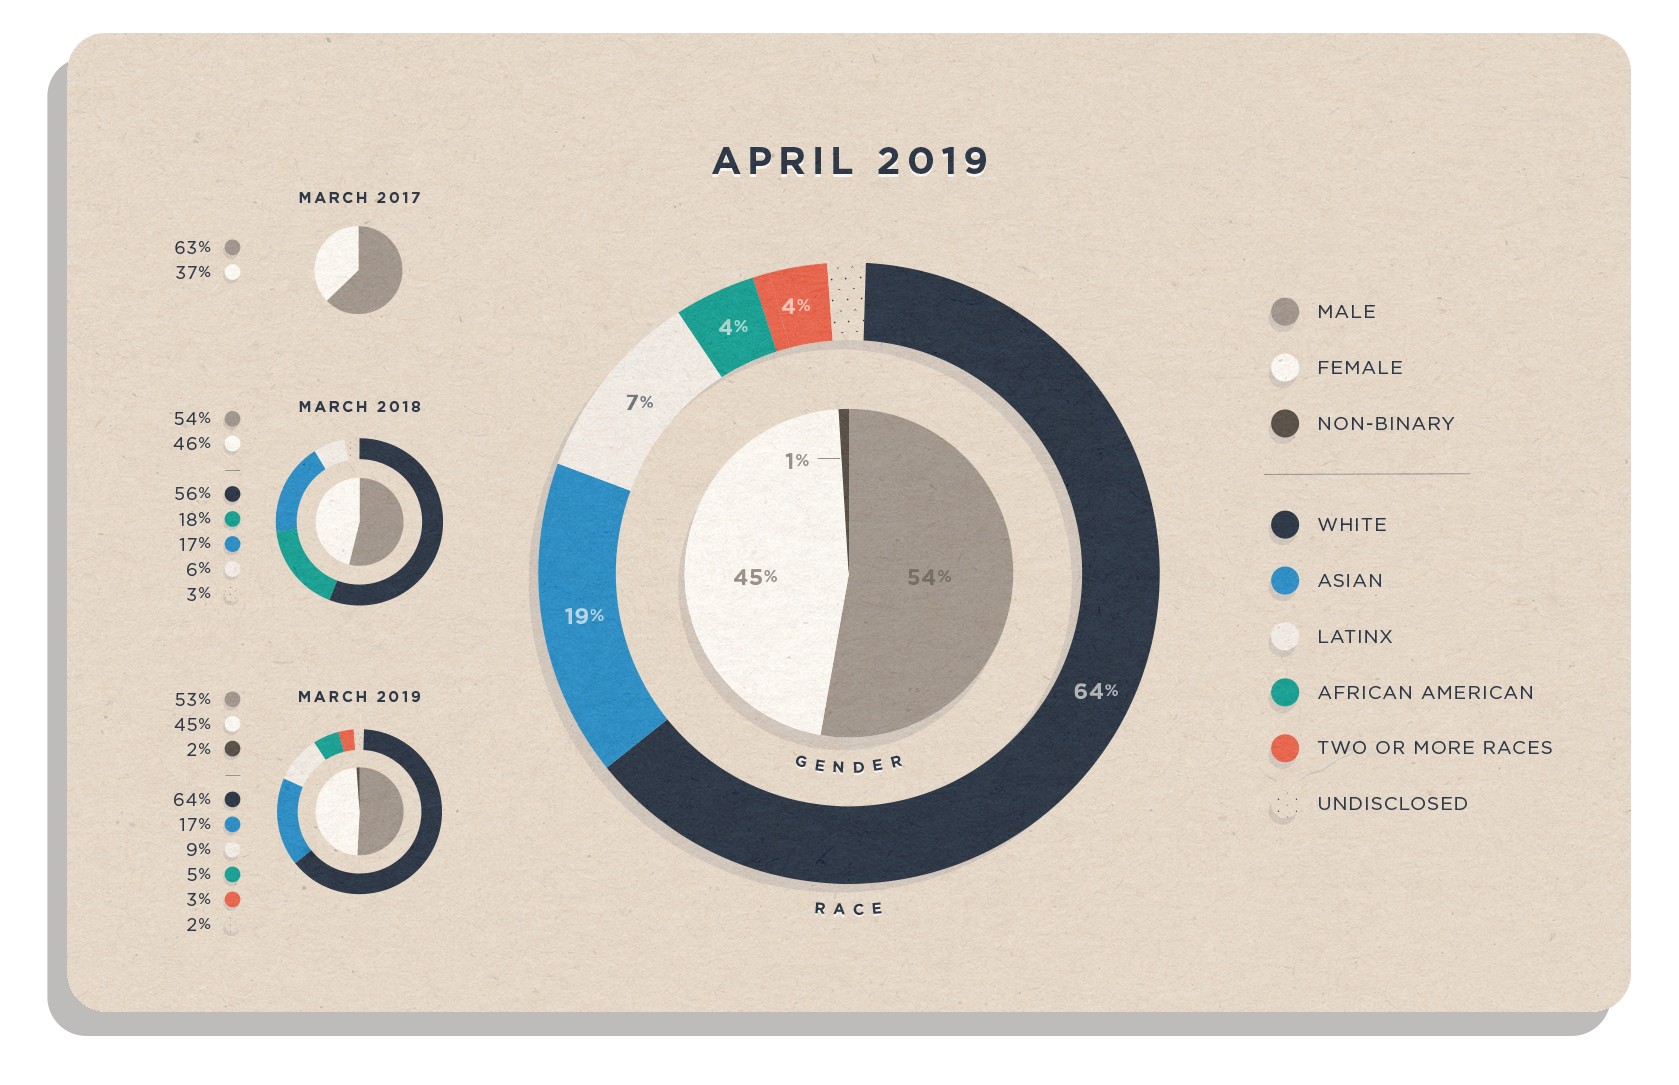 APRIL 2019
MARCH 2017
63%
37%
MARCH 2018
54%
46%
56%
18%
17%
6%
3%
MARCH 2019
53%
45%
2%
64%
17%
9%
5%
3%
2%
4%
4%
7%
19%
64%
1%
45%
54%
GENDER
RACE
MALE
FEMALE
NON-BINARY
WHITE
ASIAN
LATINX
AFRICAN AMERICAN
TWO OR MORE RACES
UNDISCLOSED